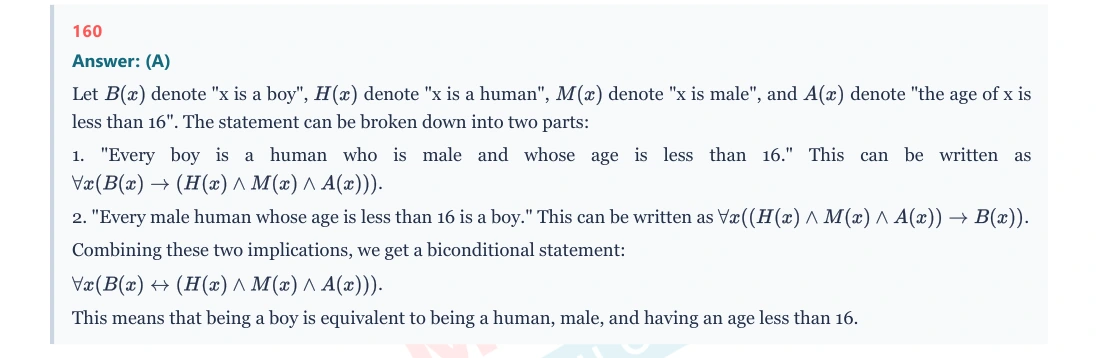 160
Answer: (A)
Let B(x) denote "x is a boy", H(x) denote "x is a human", M(x) denote "x is male", and A(x) denote "the age of x is
less than 16". The statement can be broken down into two parts:
1. "Every boy is a human who is male and whose age is less than 16." This can be written as
∀x(B(x) → (H(x) ∧ M(x) ∧ A(x))).
2. "Every male human whose age is less than 16 is a boy." This can be written as ∀x((H(x) ∧ M(x) ∧ A(x)) → B(x)).
Combining these two implications, we get a biconditional statement:
∀x(B(x) ↔ (H(x) ∧ M(x) ∧ A(x))).
This means that being a boy is equivalent to being a human, male, and having an age less than 16.